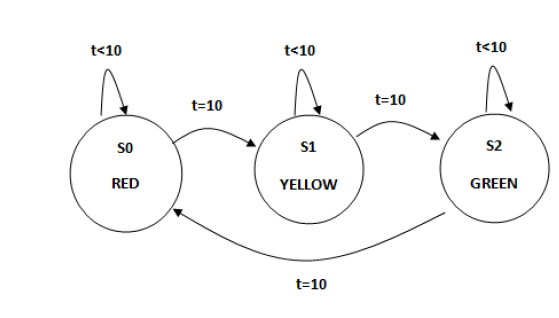 t<10
t<10
t<10
t=10
t=10
S0
RED
S1
YELLOW
S2
GREEN
t=10